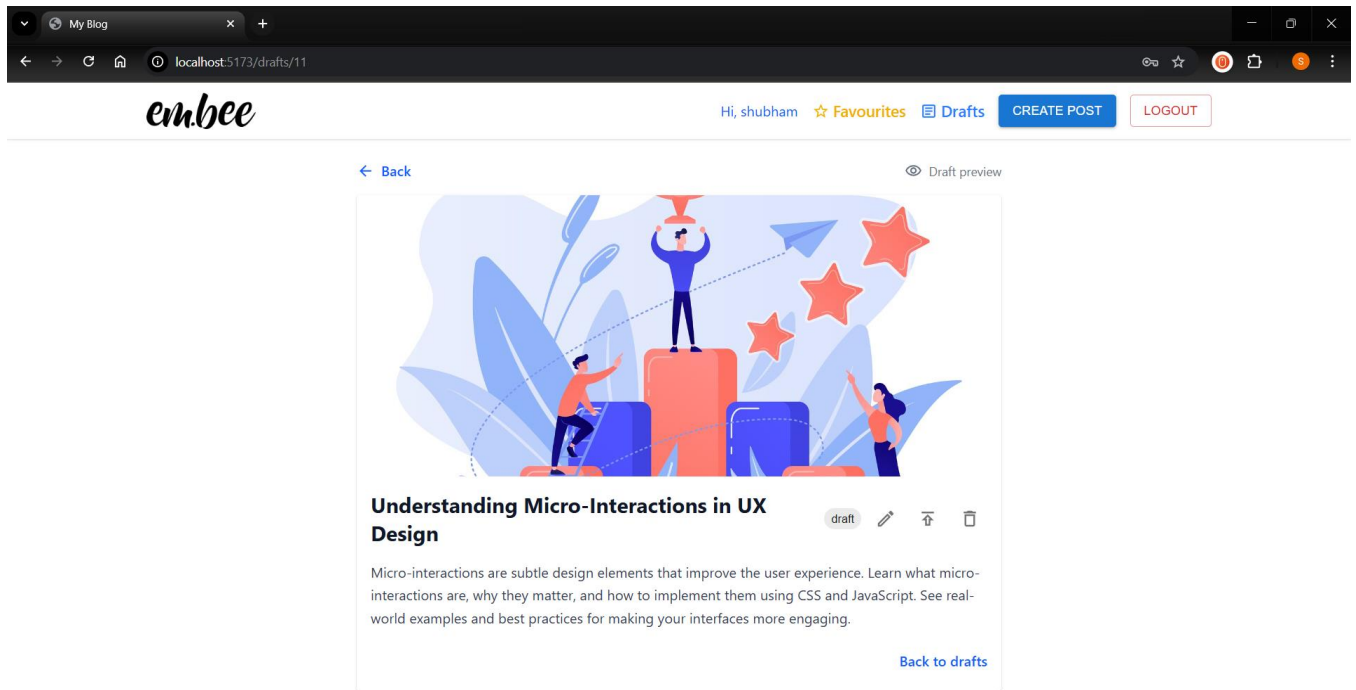 My Blog
localhost:5173/drafts/11
S
em.bee
Hi, shubham Favourites Drafts CREATE POST LOGOUT
Back
Draft preview
Understanding Micro-Interactions in UX
Design
draft
Micro-interactions are subtle design elements that improve the user experience. Learn what micro-
interactions are, why they matter, and how to implement them using CSS and JavaScript. See real-
world examples and best practices for making your interfaces more engaging.
Back to drafts